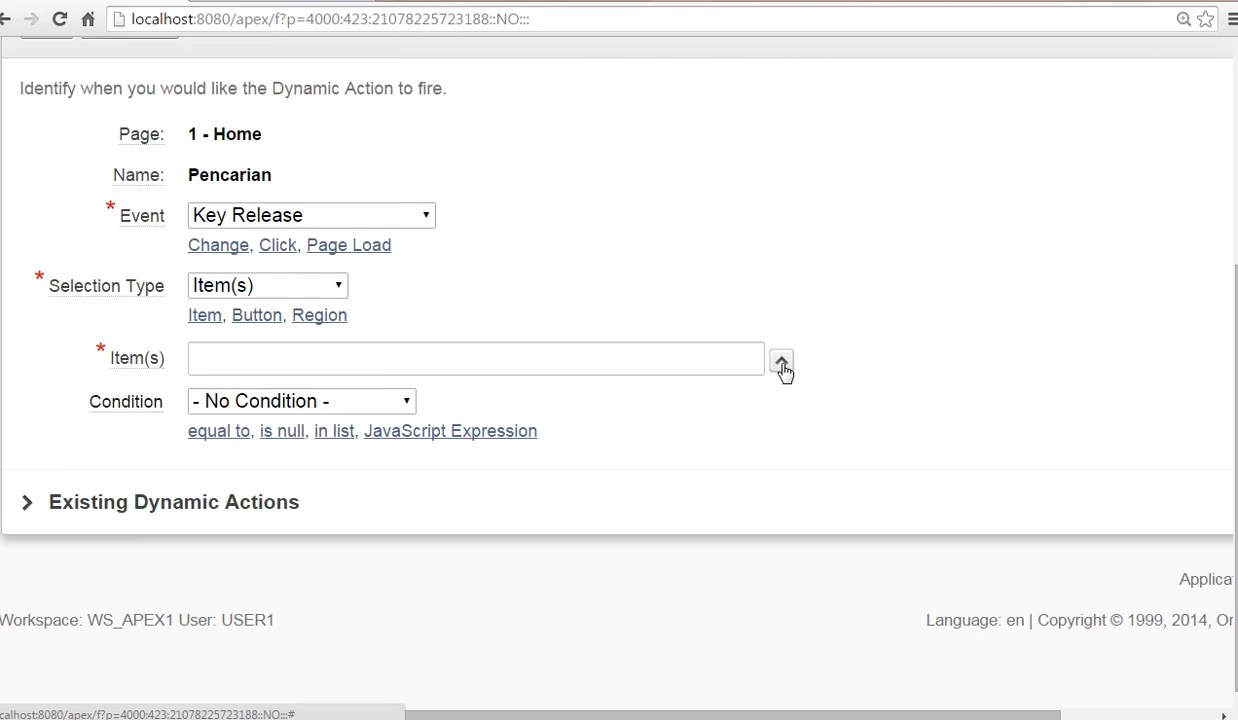 localhost:8080/apex/f?p=4000:423:21078225723188::NO:::
Identify when you would like the Dynamic Action to fire.
Page: 1 - Home
Name: Pencarian
* Event Key Release
Change, Click, Page Load
* Selection Type Item(s)
Item, Button, Region
* Item(s)
Condition - No Condition -
equal to, is null, in list, JavaScript Expression
Existing Dynamic Actions
Applica
Workspace: WS_APEX1 User: USER1 Language: en | Copyright © 1999, 2014, Or
calhost:8080/apex/f?p=4000:423:21078225723188::NO:::#